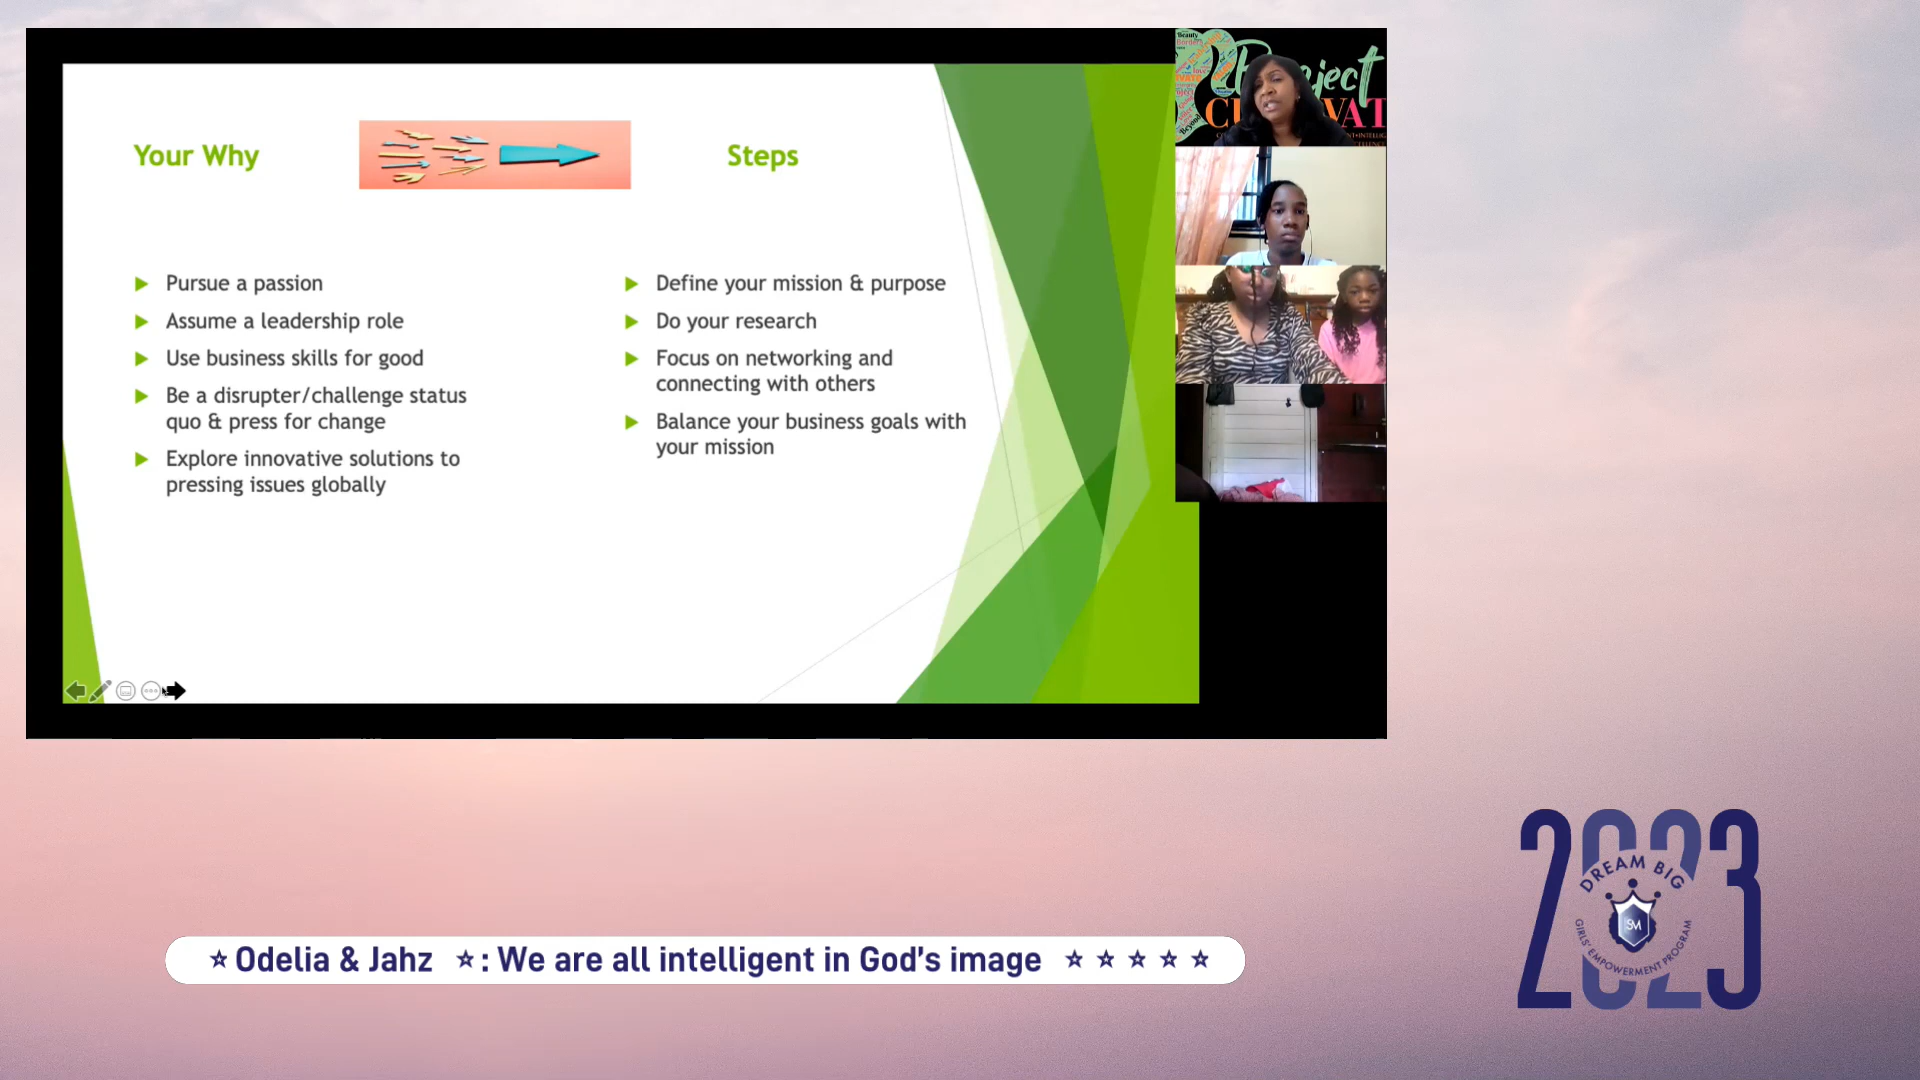 Your Why
Pursue a passion
Assume a leadership role
Use business skills for good
Be a disrupter/challenge status
quo & press for change
Explore innovative solutions to
pressing issues globally
Steps
Define your mission & purpose
Do your research
Focus on networking and
connecting with others
Balance your business goals with
your mission
Beauty
Beyond
☆ Odelia & Jahz ☆: We are all intelligent in God's image ☆ ☆ ☆ ☆ ☆
2023
DREAM BIG
SM
GIRLS' EMPOWERMENT PROGRAM